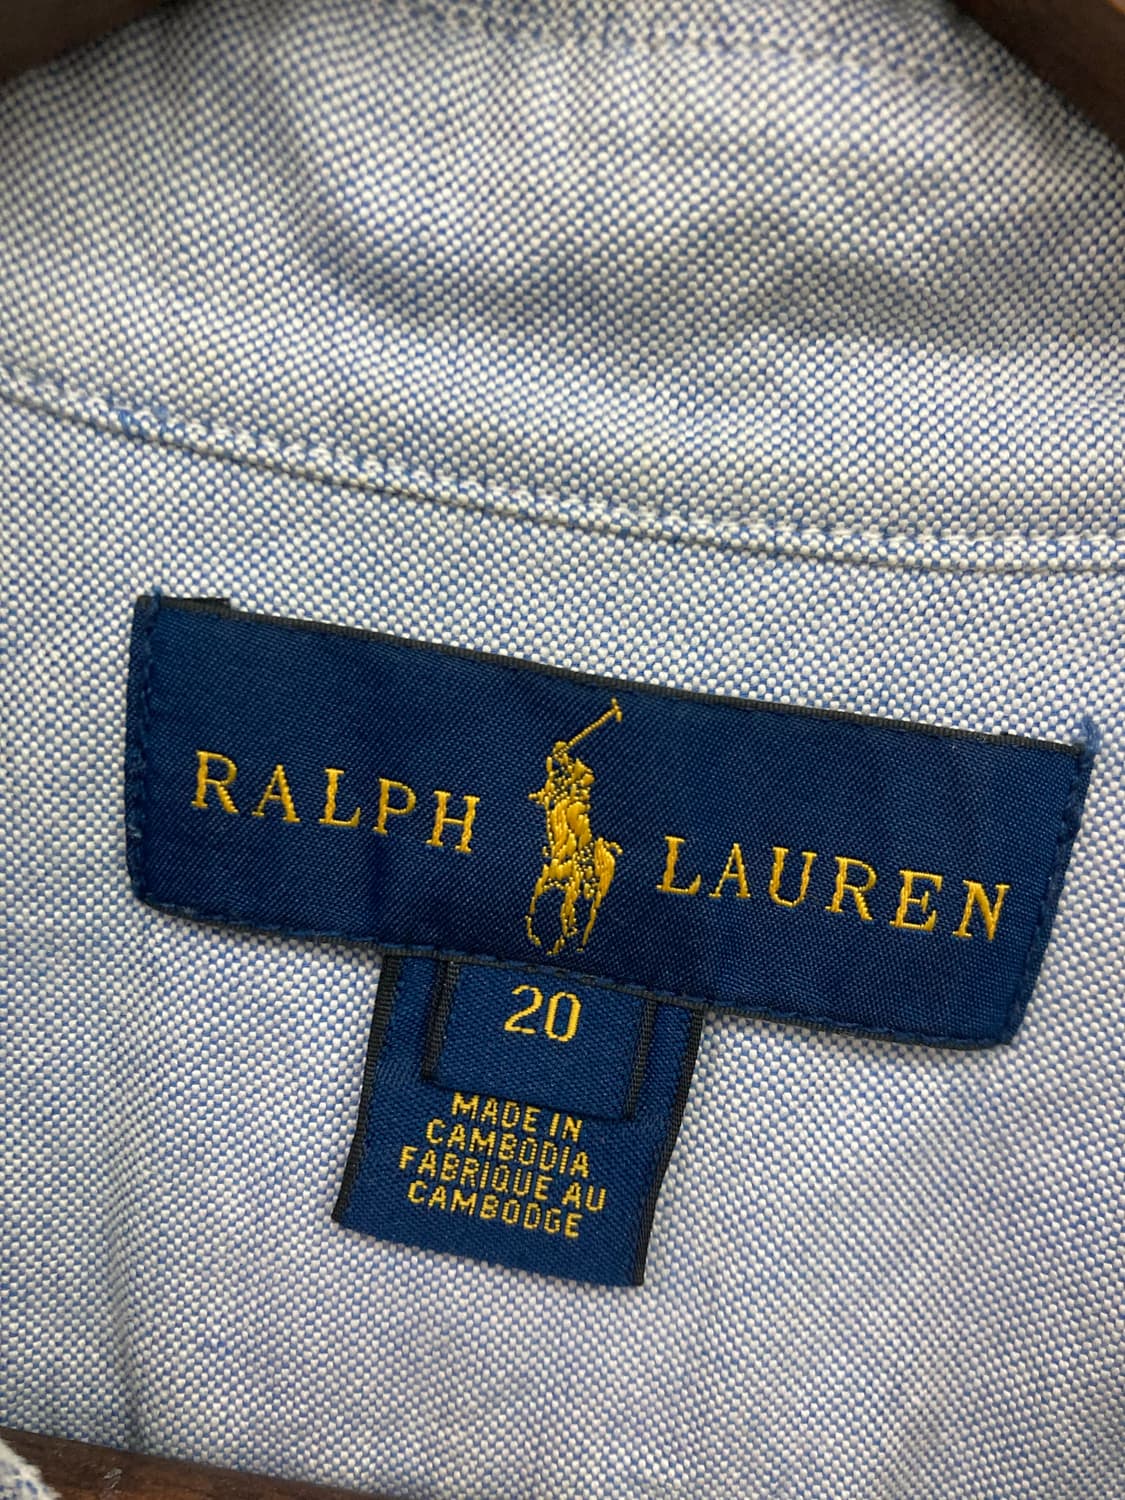 RALPH LAUREN
20
MADE IN
CAMBODIA
FABRIQUE AU
CAMBODGE